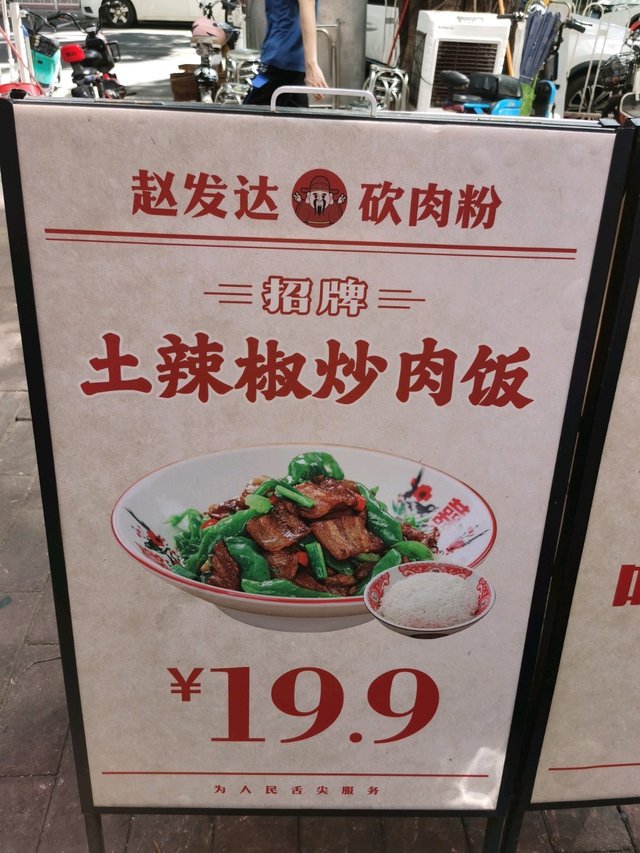 赵发达 砍肉粉
招牌
土辣椒炒肉饭
¥19.9
为人民舌尖服务